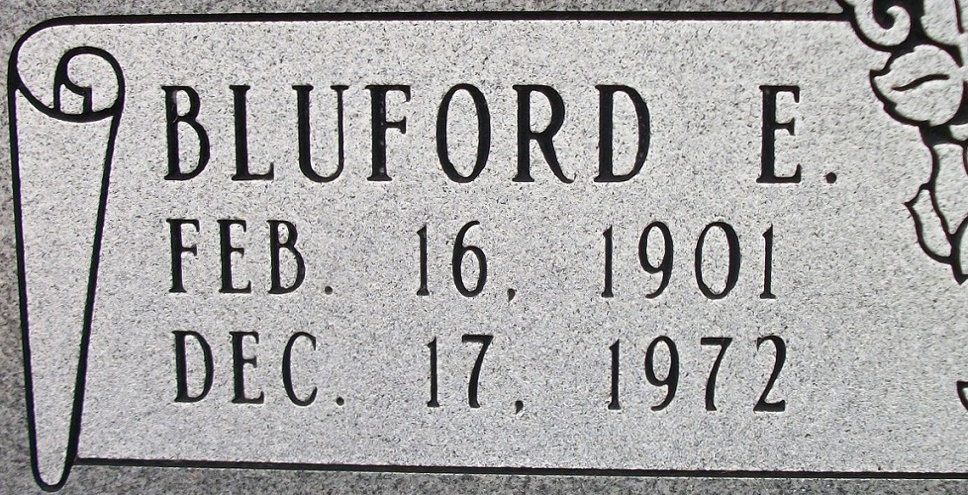 BLUFORD E.
FEB. 16, 1901
DEC. 17, 1972